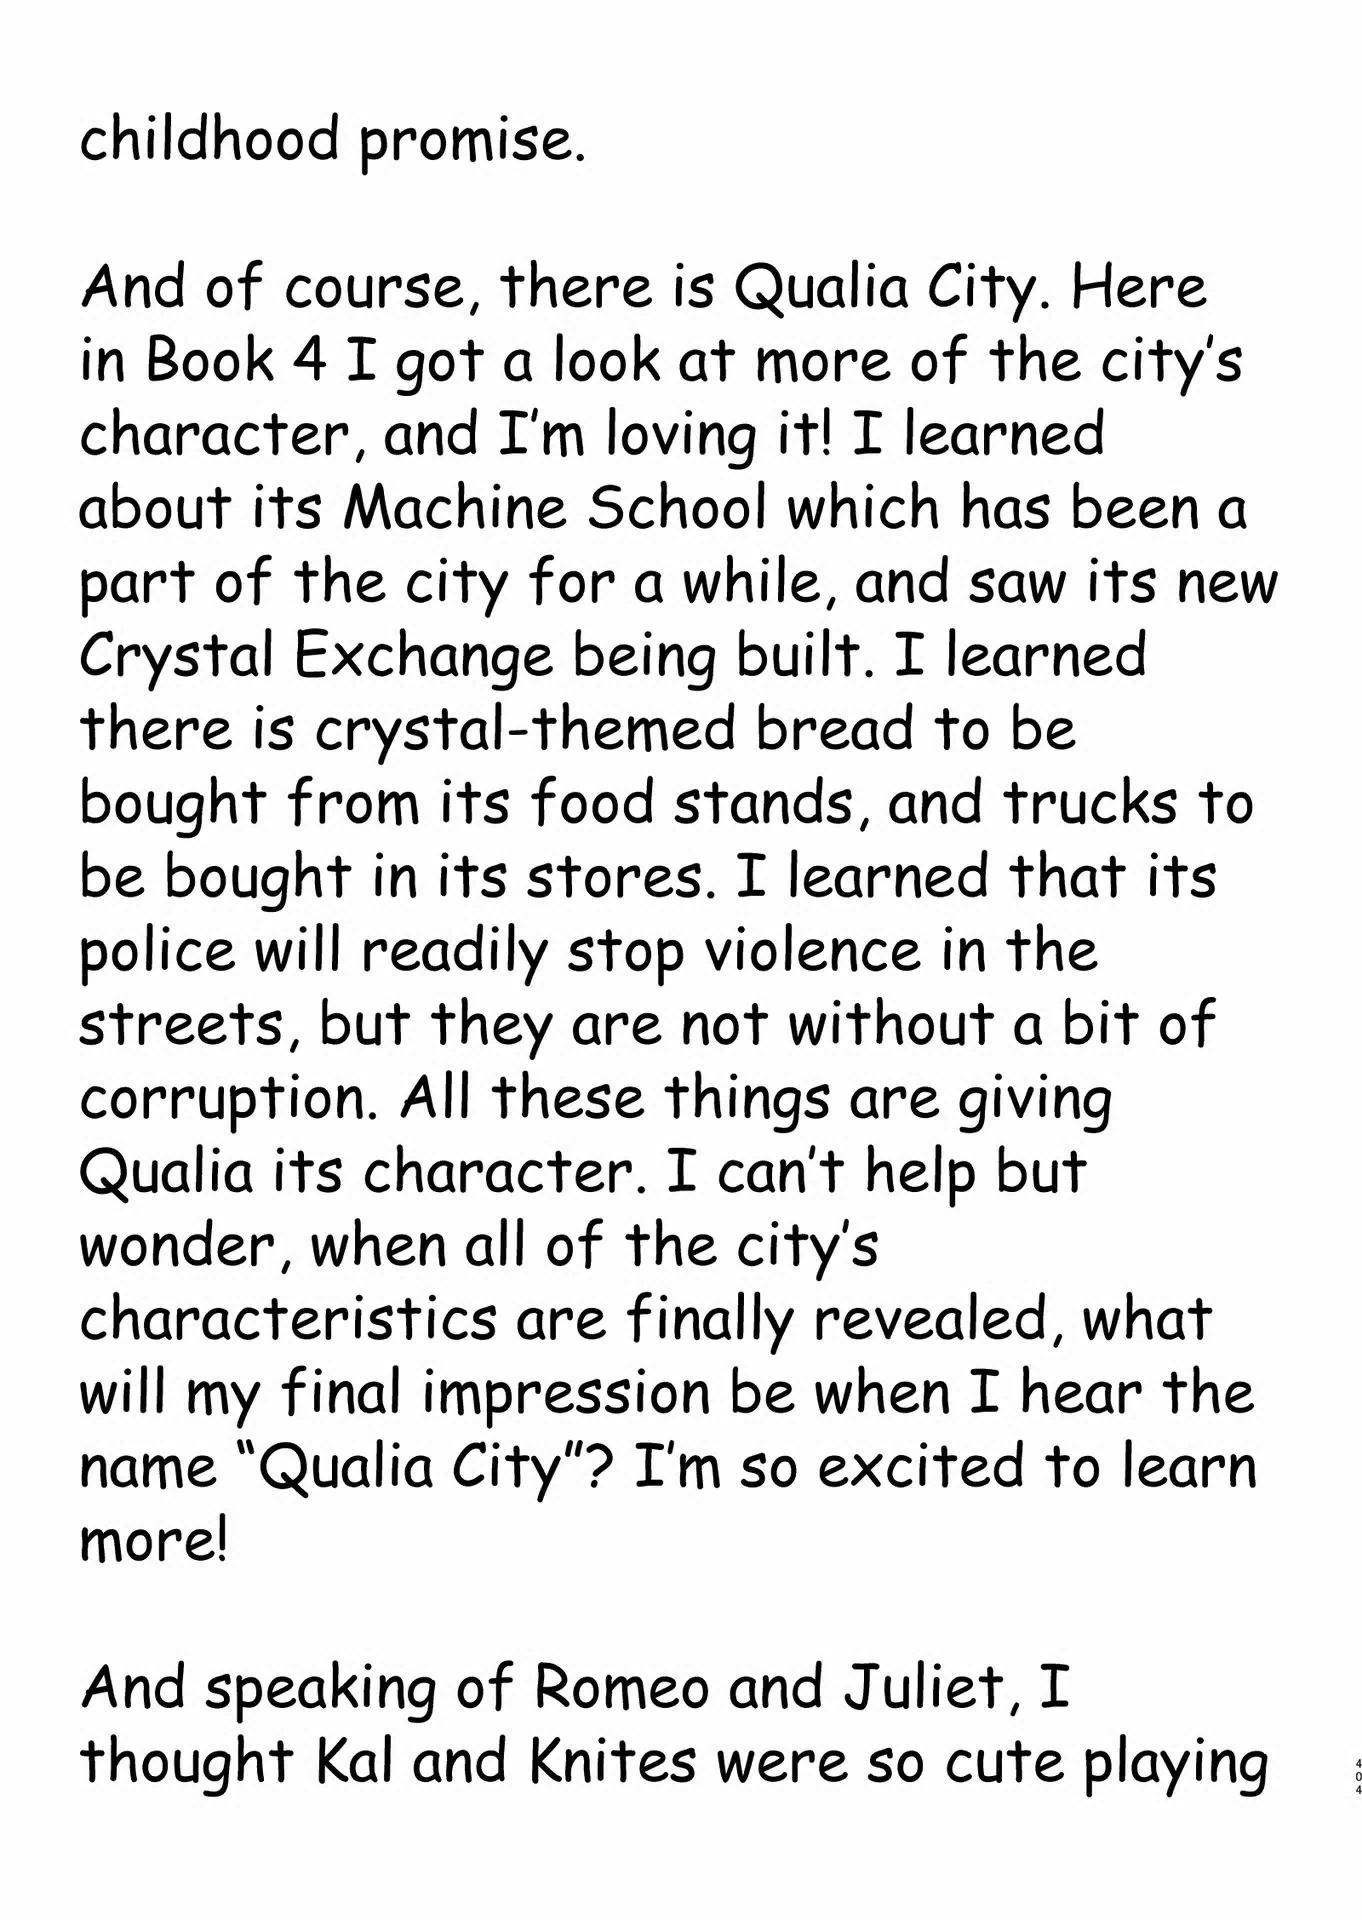 childhood promise.
And of course, there is Qualia City. Here
in Book 4 I got a look at more of the city's
character, and I'm loving it! I learned
about its Machine School which has been a
part of the city for a while, and saw its new
Crystal Exchange being built. I learned
there is crystal-themed bread to be
bought from its food stands, and trucks to
be bought in its stores. I learned that its
police will readily stop violence in the
streets, but they are not without a bit of
corruption. All these things are giving
Qualia its character. I can't help but
wonder, when all of the city's
characteristics are finally revealed, what
will my final impression be when I hear the
name “Qualia City”? I'm so excited to learn
more!
And speaking of Romeo and Juliet, I
thought Kal and Knites were so cute playing
404